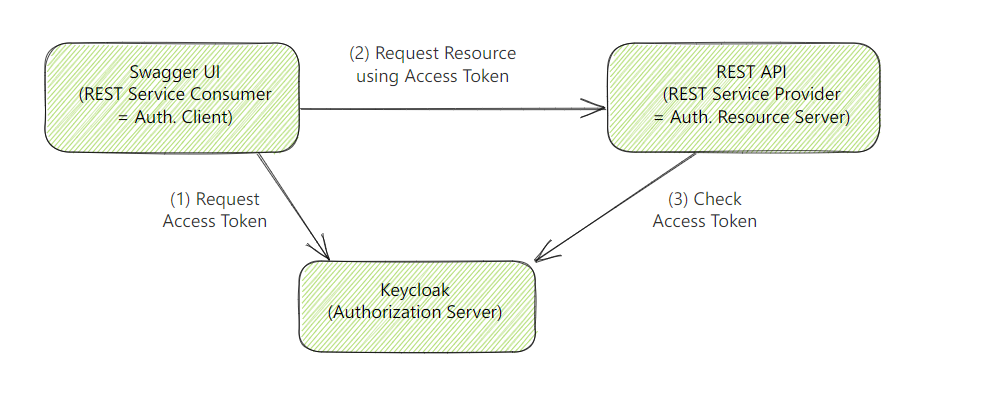 (2) Request Resource
using Access Token
Swagger UI
(REST Service Consumer
= Auth. Client)
REST API
(REST Service Provider
= Auth. Resource Server)
(1) Request
Access Token
(3) Check
Access Token
Keycloak
(Authorization Server)